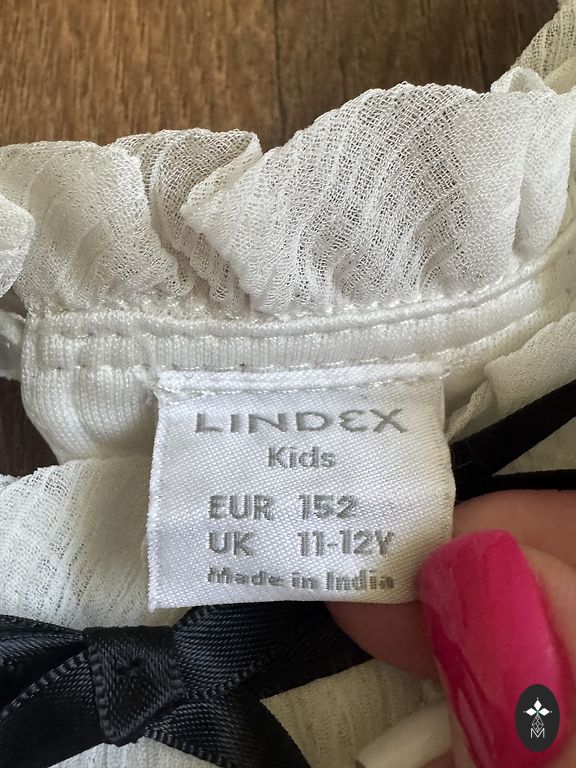 LINDEX
Kids
EUR 152
UK 11-12Y
Made in India